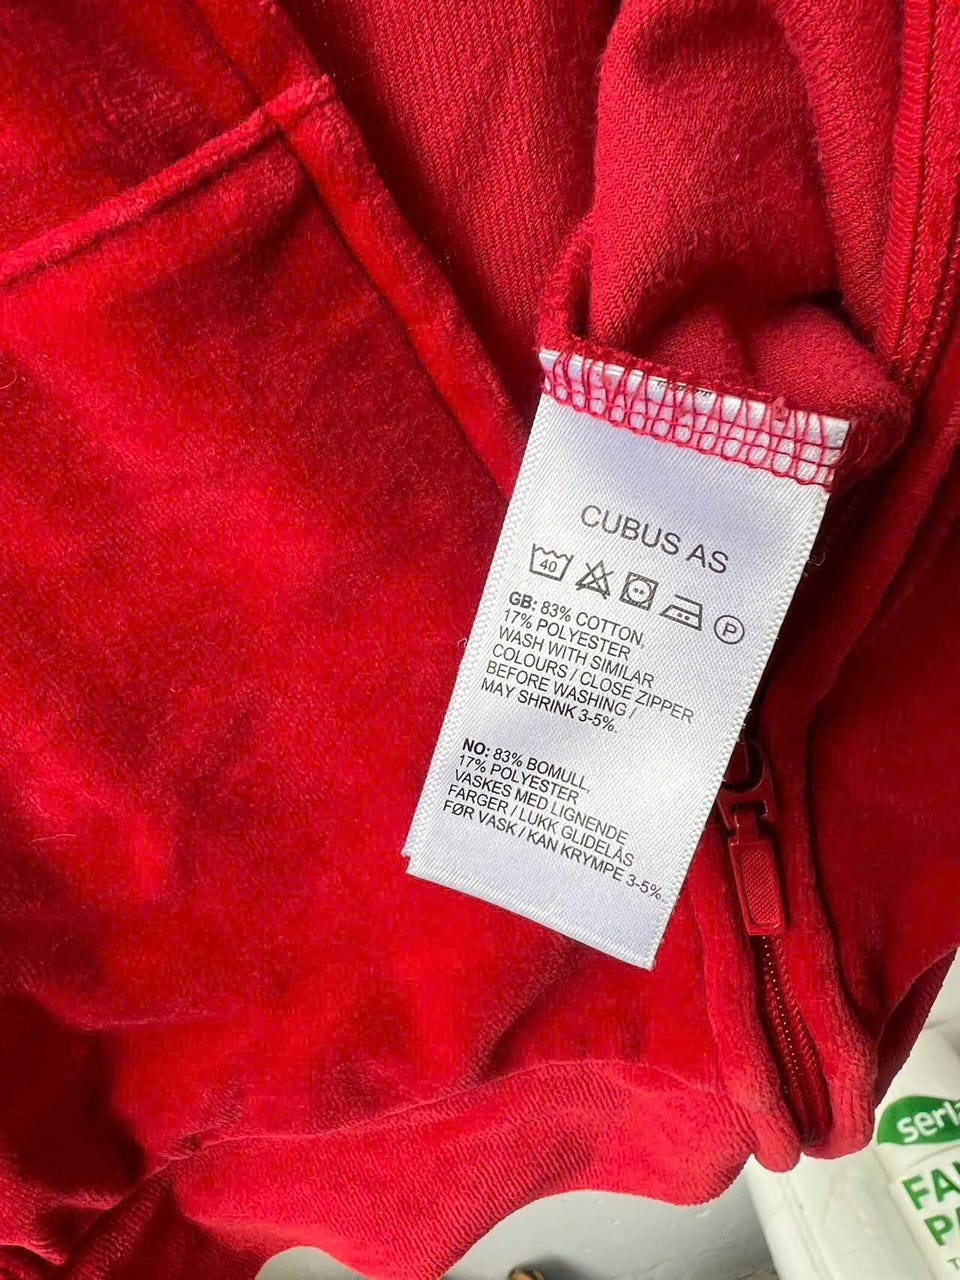 CUBUS AS
40 P
GB: 83% COTTON,
17% POLYESTER
WASH WITH SIMILAR
COLOURS / CLOSE ZIPPER
BEFORE WASHING /
MAY SHRINK 3-5%.
NO: 83% BOMULL,
17% POLYESTER
VASKES MED LIGNENDE
FARGER / LUKK GLIDELÅS
FØR VASK / KAN KRYMPE 3-5%.